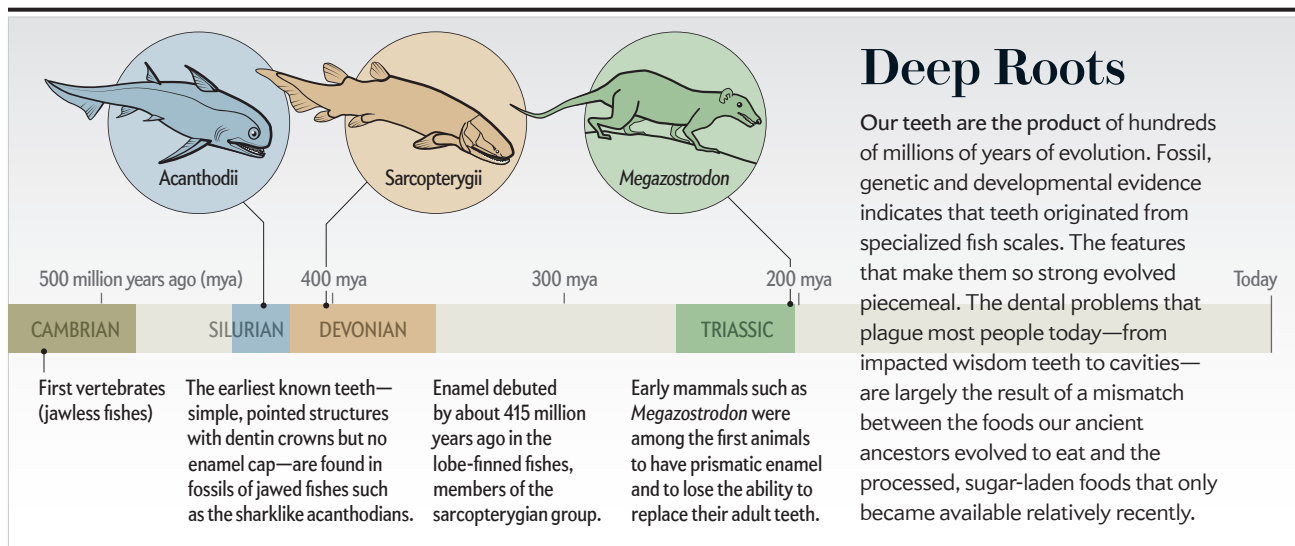 Acanthodii
Sarcopterygii
Megazostrodon
500 million years ago (mya)
400 mya
300 mya
200 mya
Today
CAMBRIAN
SILURIAN
DEVONIAN
TRIASSIC
First vertebrates
(jawless fishes)
The earliest known teeth—
simple, pointed structures
with dentin crowns but no
enamel cap—are found in
fossils of jawed fishes such
as the sharklike acanthodians.
Enamel debuted
by about 415 million
years ago in the
lobe-finned fishes,
members of the
sarcopterygian group.
Early mammals such as
Megazostrodon were
among the first animals
to have prismatic enamel
and to lose the ability to
replace their adult teeth.
Deep Roots
Our teeth are the product of hundreds
of millions of years of evolution. Fossil,
genetic and developmental evidence
indicates that teeth originated from
specialized fish scales. The features
that make them so strong evolved
piecemeal. The dental problems that
plague most people today—from
impacted wisdom teeth to cavities—
are largely the result of a mismatch
between the foods our ancient
ancestors evolved to eat and the
processed, sugar-laden foods that only
became available relatively recently.